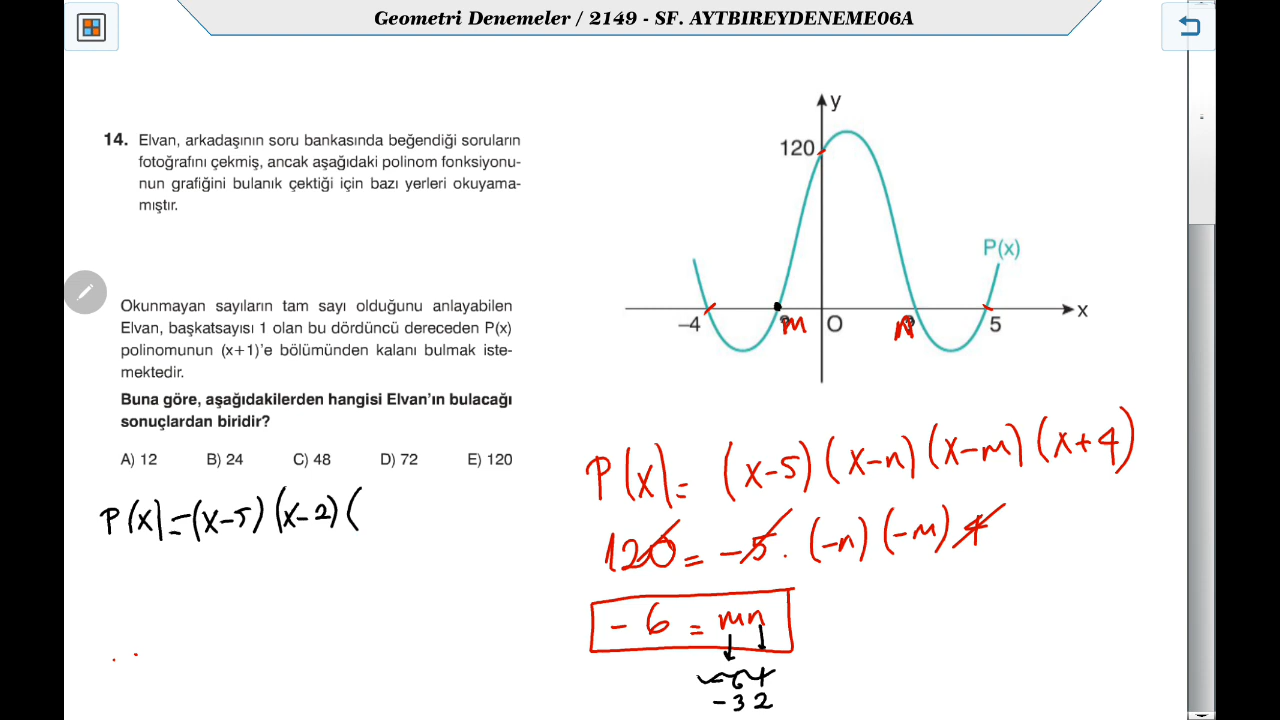 Geometri Denemeler / 2149 - SF. AYTBIREYDENEME06A
14. Elvan, arkadaşının soru bankasında beğendiği soruların
fotoğrafını çekmiş, ancak aşağıdaki polinom fonksiyonu-
nun grafiğini bulanık çektiği için bazı yerleri okuyama-
mıştır.
Okunmayan sayıların tam sayı olduğunu anlayabilen
Elvan, başkatsayısı 1 olan bu dördüncü dereceden P(x)
polinomunun (x+1)'e bölümünden kalanı bulmak iste-
mektedir.
Buna göre, aşağıdakilerden hangisi Elvan'ın bulacağı
sonuçlardan biridir?
A) 12 B) 24 C) 48 D) 72 E) 120
P(x)=(x-5)(x-2)(
y
120
P(x)
-4 m O n 5 x
P(x)= (x-5)(x-n)(x-m)(x+4)
120 = -5 . (-n)(-m) 4
-6 = mn
-3 2